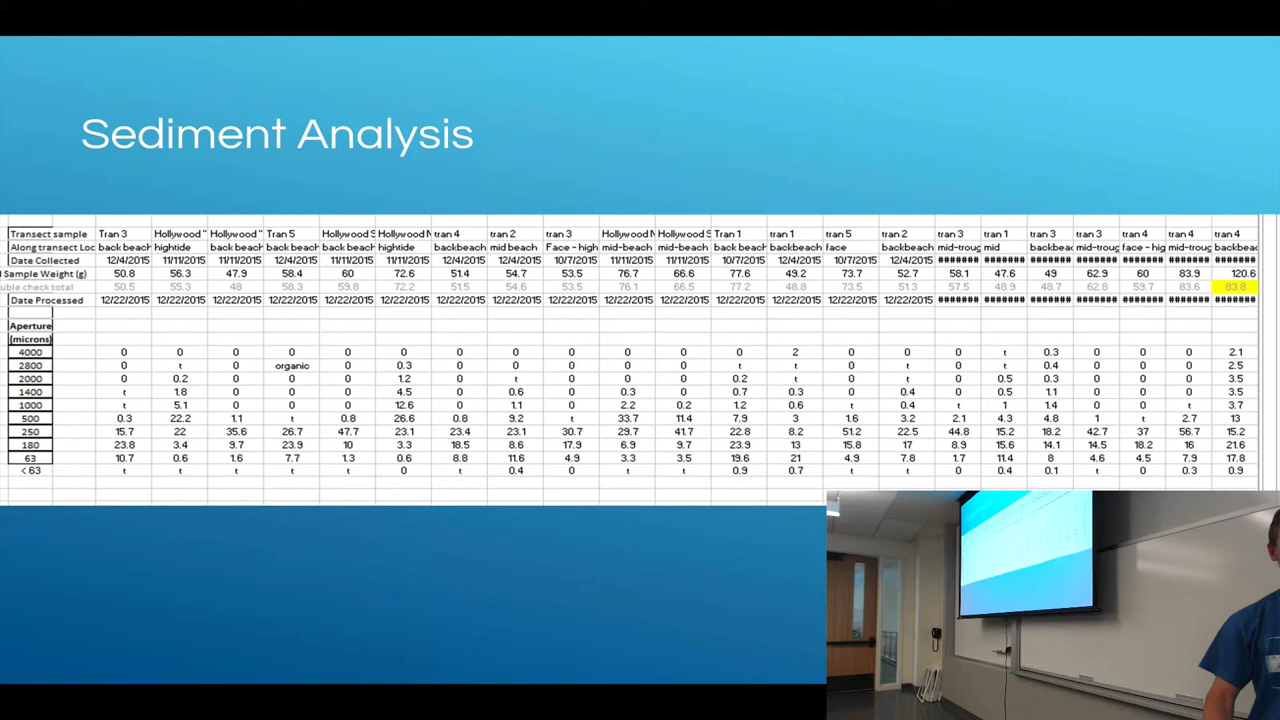 Sediment Analysis
Transect sample Tran 3 Hollywood " Hollywood " Tran 5 Hollywood S Hollywood N tran 4 tran 2 tran 3 Hollywood N Hollywood S Tran 1 tran 1 tran 5 tran 2 tran 3 tran 1 tran 3 tran 3 tran 4 tran 4 tran 4
Along transect Loc back beach hightide back beach back beach back beach hightide backbeach mid beach Face - high mid-beach mid-beach back beach backbeach face backbeach mid-troug mid backbea mid-troug face - hig mid-troug backbeac
Date Collected 12/4/2015 11/11/2015 11/11/2015 12/4/2015 11/11/2015 11/11/2015 12/4/2015 12/4/2015 10/7/2015 11/11/2015 11/11/2015 10/7/2015 12/4/2015 10/7/2015 12/4/2015 ####### ####### ####### ####### ####### ####### #######
Sample Weight (g) 50.8 56.3 47.9 58.4 60 72.6 51.4 54.7 53.5 76.7 66.6 77.6 49.2 73.7 52.7 58.1 47.6 49 62.9 60 83.9 120.6
uble check total 50.5 55.3 48 58.3 59.8 72.2 51.5 54.6 53.5 76.1 66.5 77.2 48.8 73.5 51.3 57.5 48.9 48.7 62.8 59.7 83.6 83.8
Date Processed 12/22/2015 12/22/2015 12/22/2015 12/22/2015 12/22/2015 12/22/2015 12/22/2015 12/22/2015 12/22/2015 12/22/2015 12/22/2015 12/22/2015 12/22/2015 12/22/2015 12/22/2015 ####### ####### ####### ####### ####### ####### #######
Aperture
(microns)
4000 0 0 0 0 0 0 0 0 0 0 0 0 2 0 0 0 t 0.3 0 0 0 2.1
2800 0 t 0 organic 0 0.3 0 0 0 0 0 t t 0 t 0 t 0.4 0 0 0 2.5
2000 0 0.2 0 0 0 1.2 0 t 0 0 0 0.2 t 0 t 0 0.5 0.3 0 0 0 3.5
1400 t 1.8 0 0 0 4.5 0 0.6 0 0.3 0 0.7 0.3 0 0.4 0 0.5 1.1 0 0 0 3.5
1000 t 5.1 0 0 0 12.6 0 1.1 0 2.2 0.2 1.2 0.6 0 0.4 t 1 1.4 0 0 t 3.7
500 0.3 22.2 1.1 t 0.8 26.6 0.8 9.2 t 33.7 11.4 7.9 3 1.6 3.2 2.1 4.3 4.8 1 t 2.7 13
250 15.7 22 35.6 26.7 47.7 23.1 23.4 23.1 30.7 29.7 41.7 22.7 8.2 51.2 22.5 44.8 15.2 18.2 42.7 37 56.7 15.2
180 23.8 3.4 9.7 23.9 10 3.3 18.5 8.6 17.9 6.9 9.7 23.9 13 15.8 17 8.9 15.6 14.1 14.5 18.2 16 21.6
63 10.7 0.6 1.6 7.7 1.3 0.6 8.8 11.6 4.9 3.3 3.5 19.6 21 4.9 7.8 1.7 11.4 8 4.6 4.5 7.9 17.8
< 63 t t t t t 0 t 0.4 0 t t 0.9 0.7 t t 0 0.4 0.1 t 0 0.3 0.9